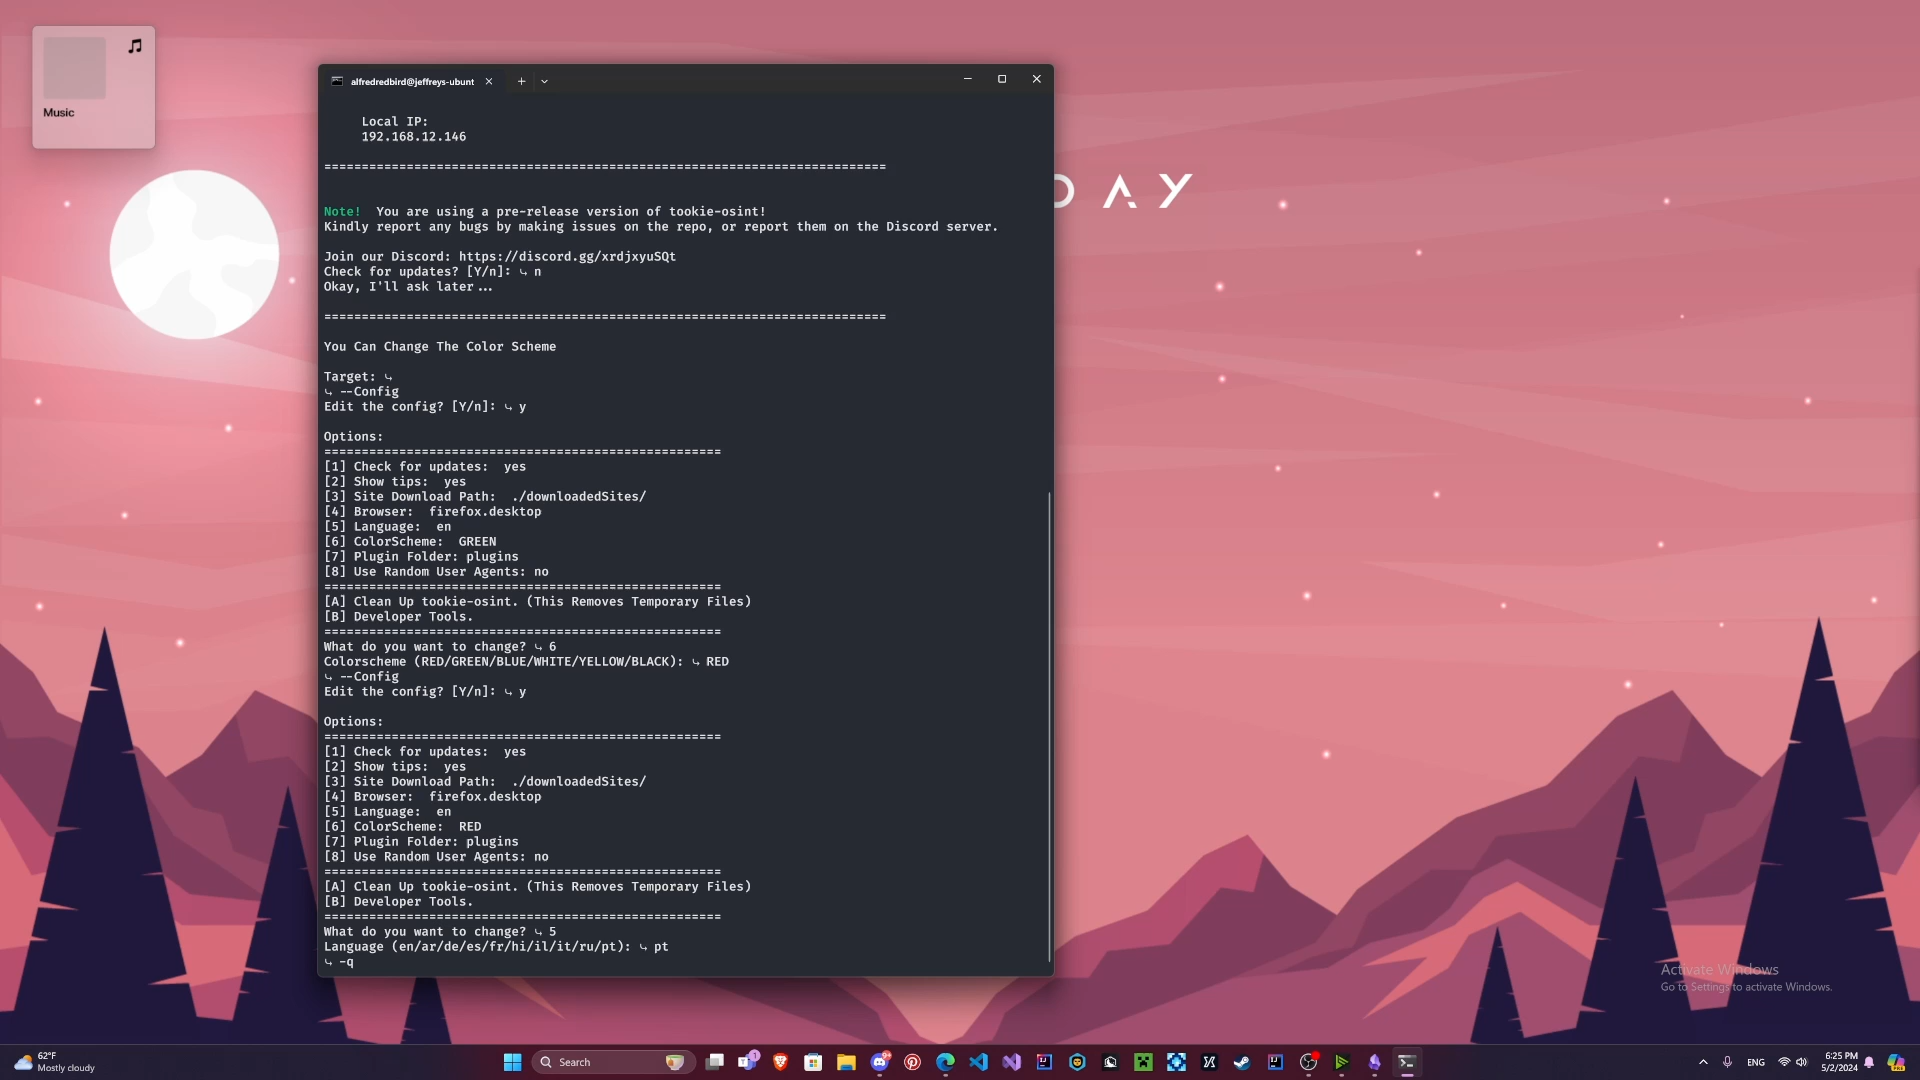 Music
alfredredbird@jeffreys-ubunt
Local IP:
192.168.12.146
===========================================================================
Note!  You are using a pre-release version of tookie-osint!
Kindly report any bugs by making issues on the repo, or report them on the Discord server.
Join our Discord: https://discord.gg/xrdjxyuSQt
Check for updates? [Y/n]: ⤷ n
Okay, I'll ask later...
===========================================================================
You Can Change The Color Scheme
Target: ⤷
⤷ --Config
Edit the config? [Y/n]: ⤷ y
Options:
=====================================================
[1] Check for updates:  yes
[2] Show tips:  yes
[3] Site Download Path:  ./downloadedSites/
[4] Browser:  firefox.desktop
[5] Language:  en
[6] ColorScheme:  GREEN
[7] Plugin Folder: plugins
[8] Use Random User Agents: no
=====================================================
[A] Clean Up tookie-osint. (This Removes Temporary Files)
[B] Developer Tools.
=====================================================
What do you want to change? ⤷ 6
Colorscheme (RED/GREEN/BLUE/WHITE/YELLOW/BLACK): ⤷ RED
⤷ --Config
Edit the config? [Y/n]: ⤷ y
Options:
=====================================================
[1] Check for updates:  yes
[2] Show tips:  yes
[3] Site Download Path:  ./downloadedSites/
[4] Browser:  firefox.desktop
[5] Language:  en
[6] ColorScheme:  RED
[7] Plugin Folder: plugins
[8] Use Random User Agents: no
=====================================================
[A] Clean Up tookie-osint. (This Removes Temporary Files)
[B] Developer Tools.
=====================================================
What do you want to change? ⤷ 5
Language (en/ar/de/es/fr/hi/il/it/ru/pt): ⤷ pt
⤷ -q
Activate Windows
Go to Settings to activate Windows.
62°F
Mostly cloudy
Search
ENG
6:25 PM
5/2/2024